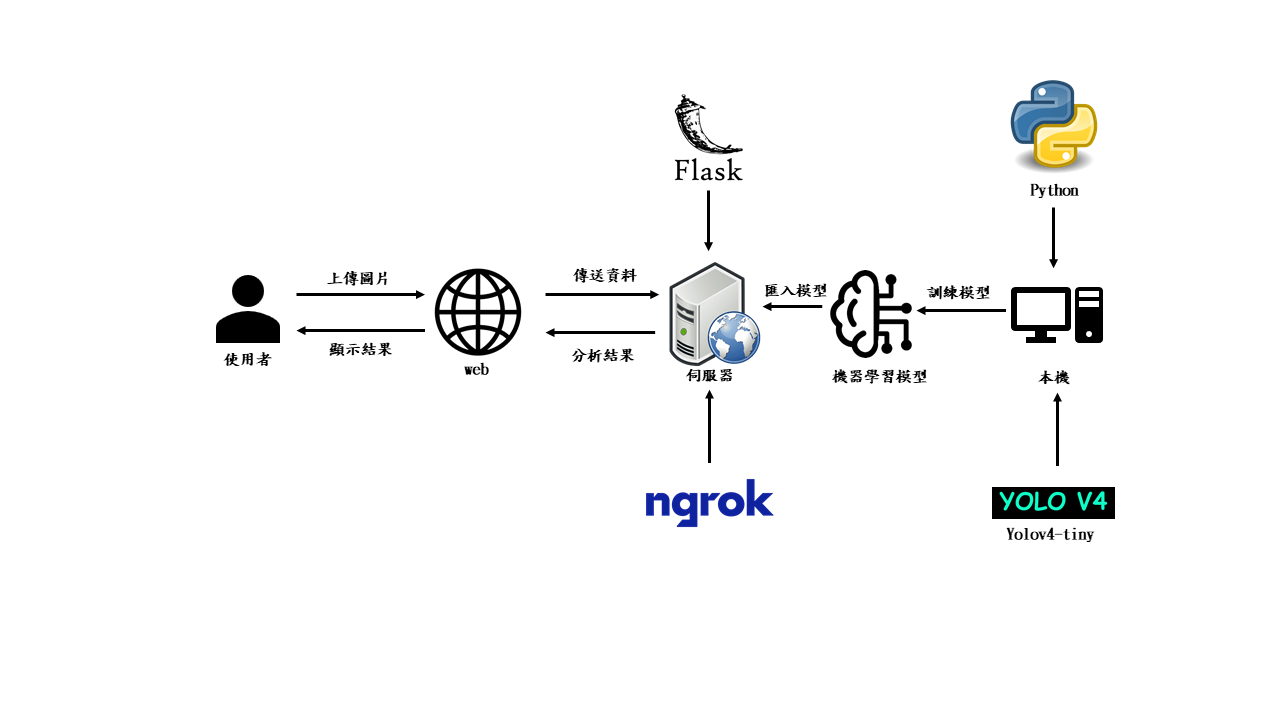 Flask
Python
上傳圖片
傳送資料
匯入模型
訓練模型
顯示結果
分析結果
使用者
web
伺服器
機器學習模型
本機
ngrok
YOLO V4
Yolov4-tiny